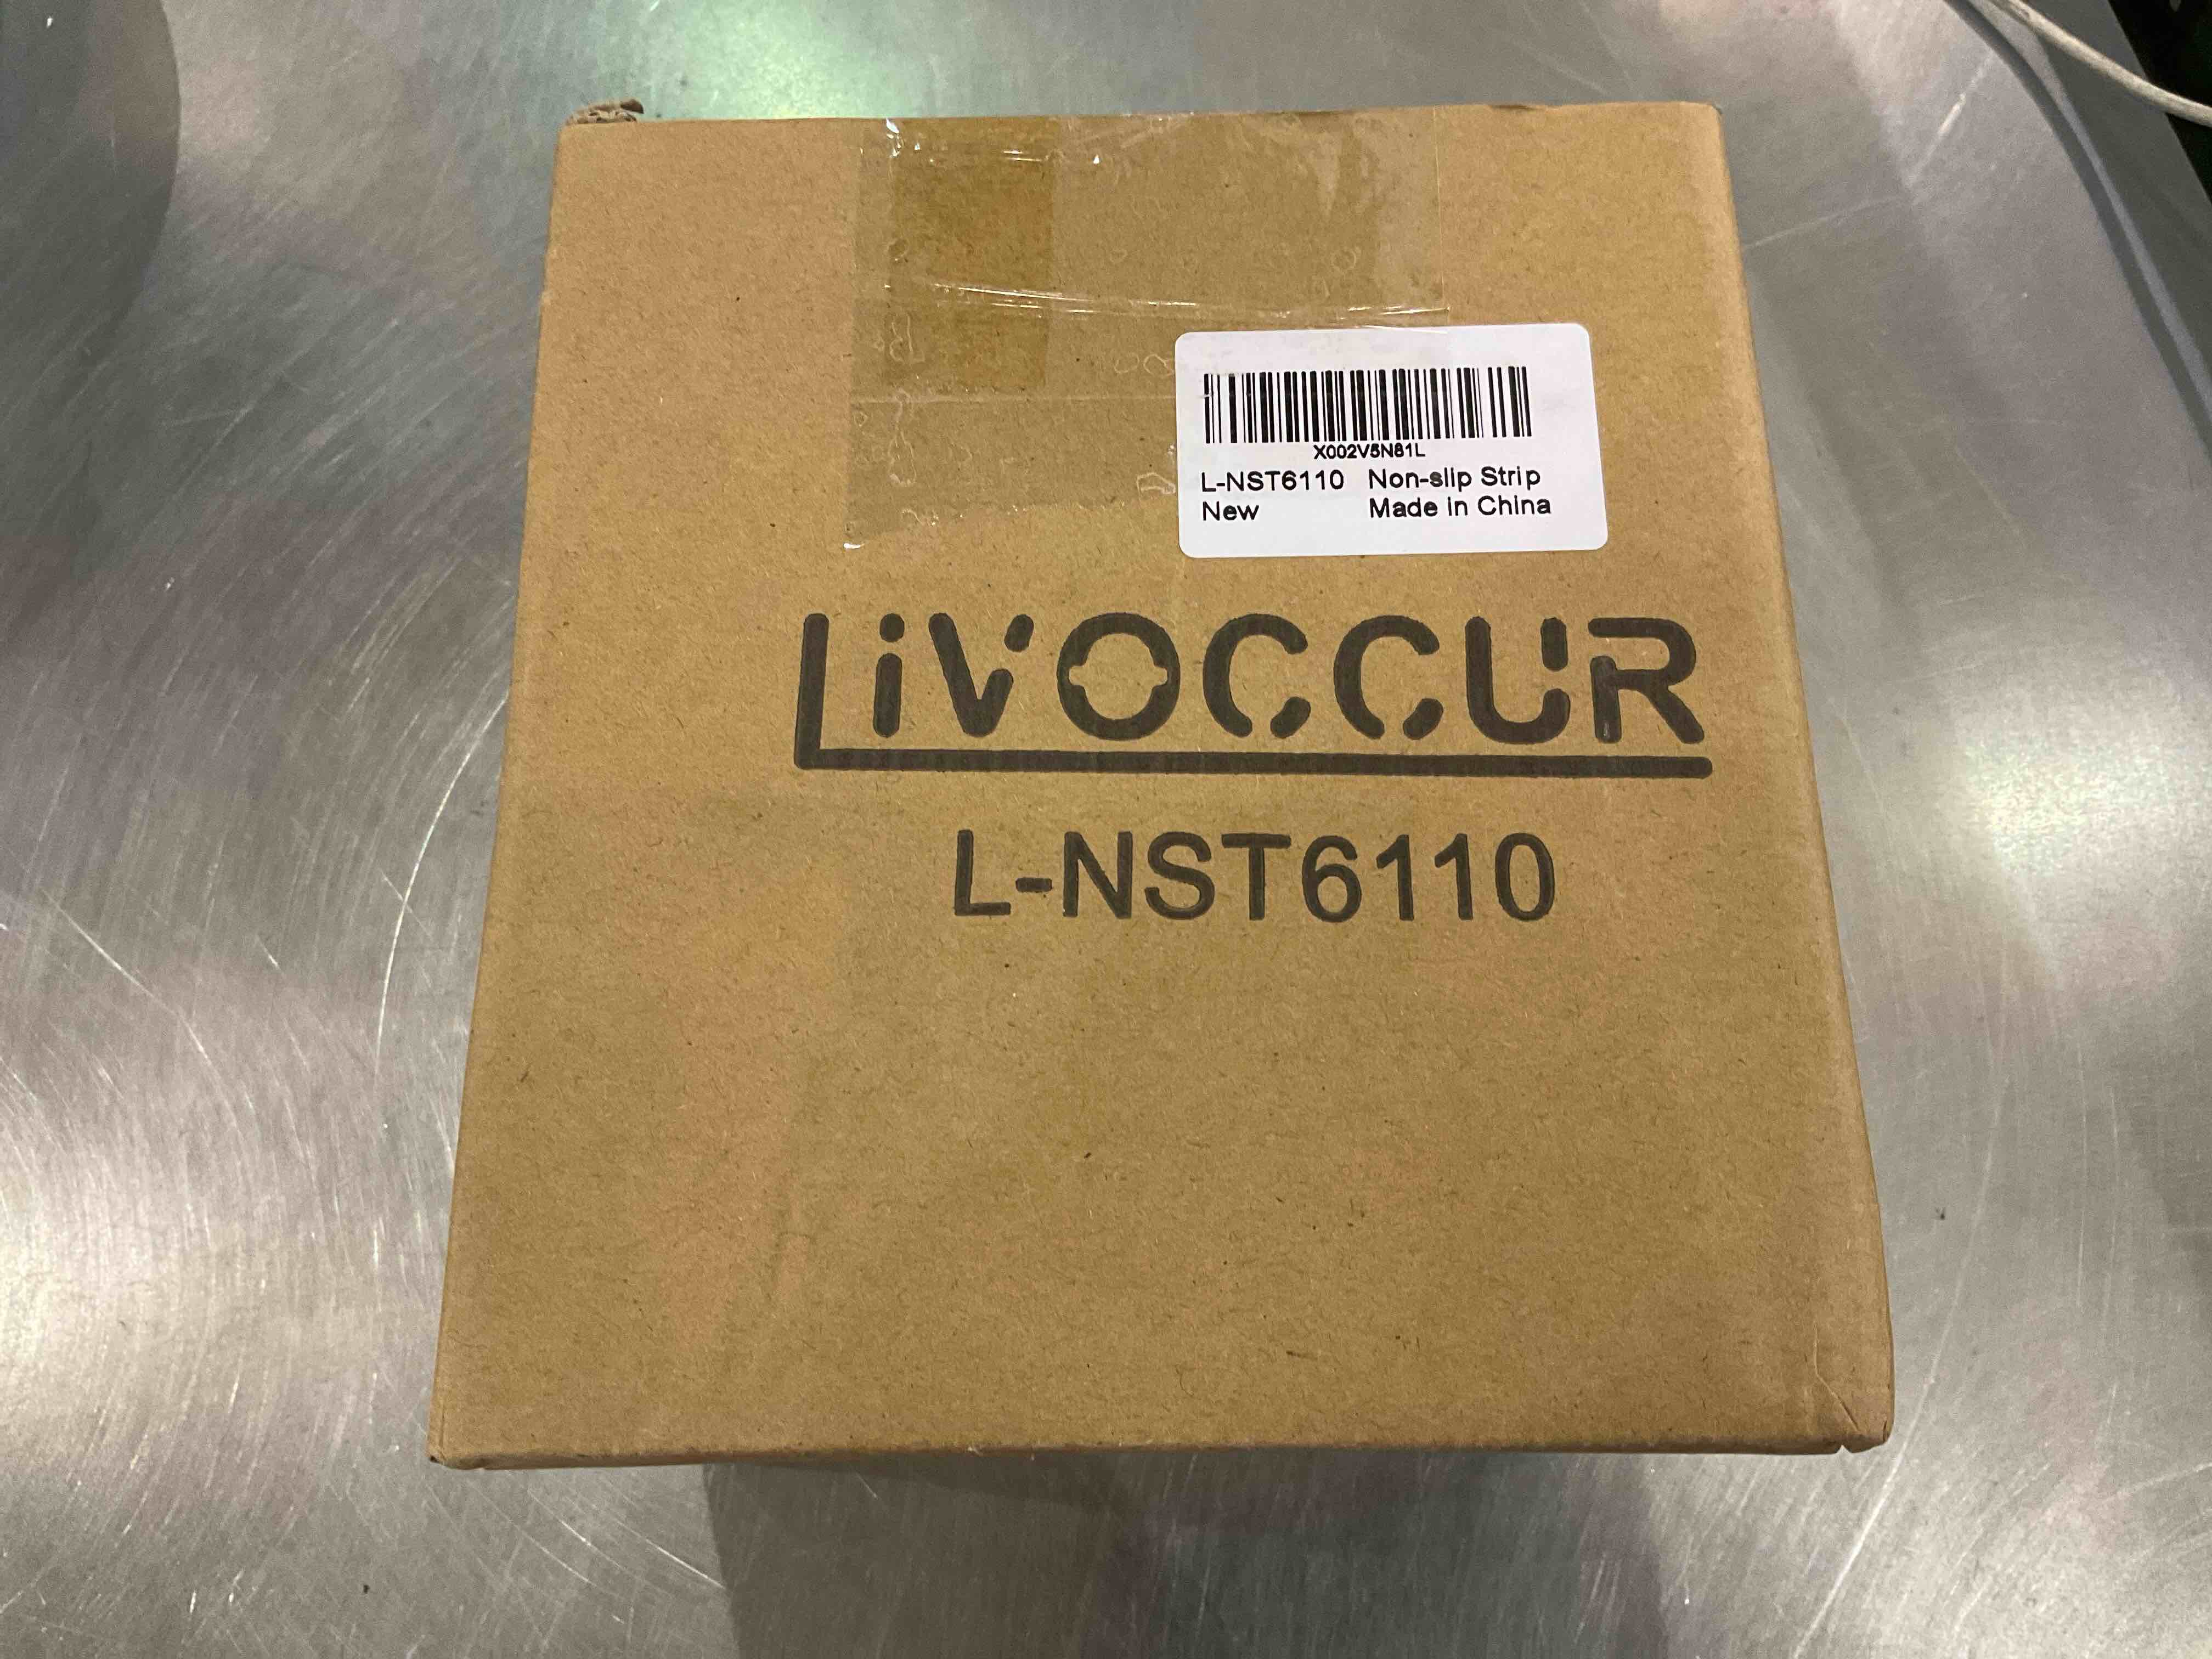 X002V5N81L
L-NST6110 Non-slip Strip
New Made in China
LiVOCCUR
L-NST6110